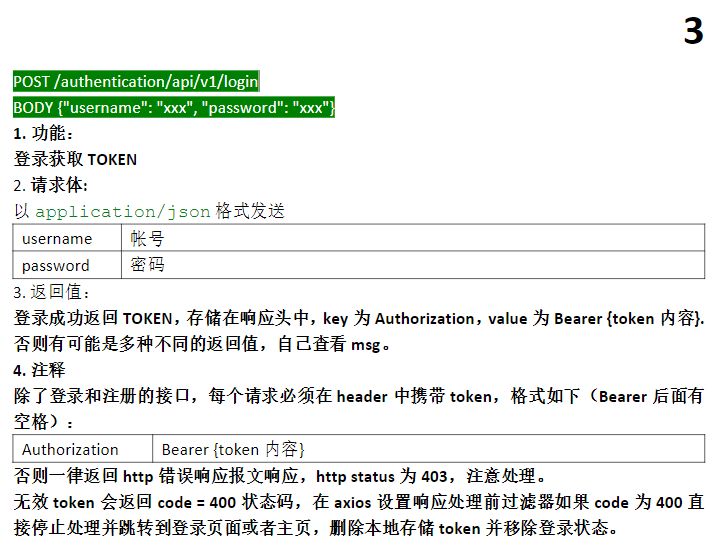 3
POST /authentication/api/v1/login
BODY {"username": "xxx", "password": "xxx"}
1. 功能：
登录获取 TOKEN
2. 请求体:
以 application/json 格式发送
username 帐号
password 密码
3. 返回值：
登录成功返回 TOKEN，存储在响应头中，key 为 Authorization，value 为 Bearer {token 内容}.
否则有可能是多种不同的返回值，自己查看 msg。
4. 注释
除了登录和注册的接口，每个请求必须在 header 中携带 token，格式如下（Bearer 后面有
空格）：
Authorization Bearer {token 内容}
否则一律返回 http 错误响应报文响应，http status 为 403，注意处理。
无效 token 会返回 code = 400 状态码，在 axios 设置响应处理前过滤器如果 code 为 400 直
接停止处理并跳转到登录页面或者主页，删除本地存储 token 并移除登录状态。